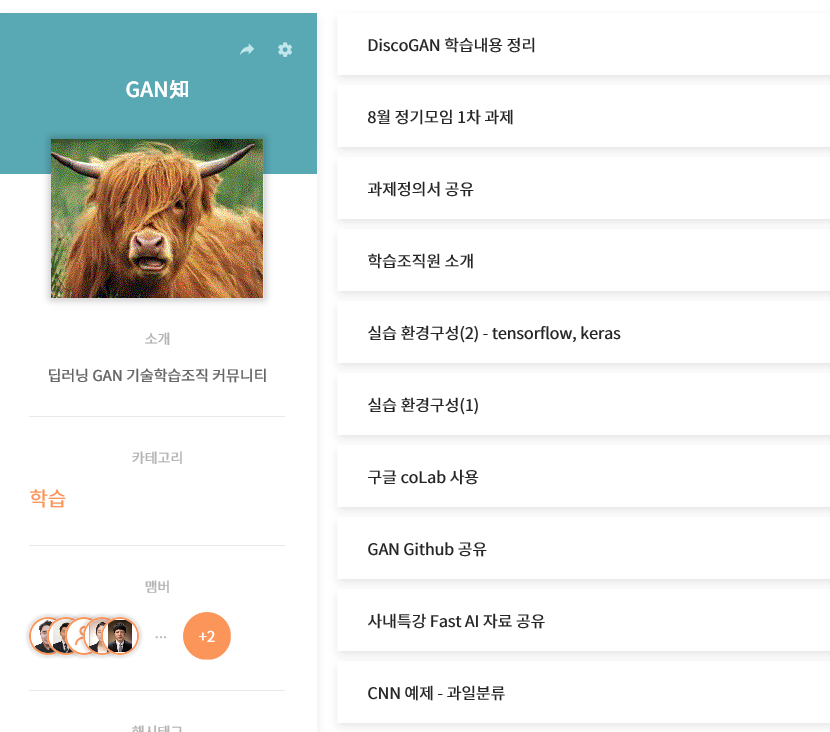 GAN知
소개
딥러닝 GAN 기술학습조직 커뮤니티
카테고리
학습
맴버
...
+2
해시태그
DiscoGAN 학습내용 정리
8월 정기모임 1차 과제
과제정의서 공유
학습조직원 소개
실습 환경구성(2) - tensorflow, keras
실습 환경구성(1)
구글 coLab 사용
GAN Github 공유
사내특강 Fast AI 자료 공유
CNN 예제 - 과일분류